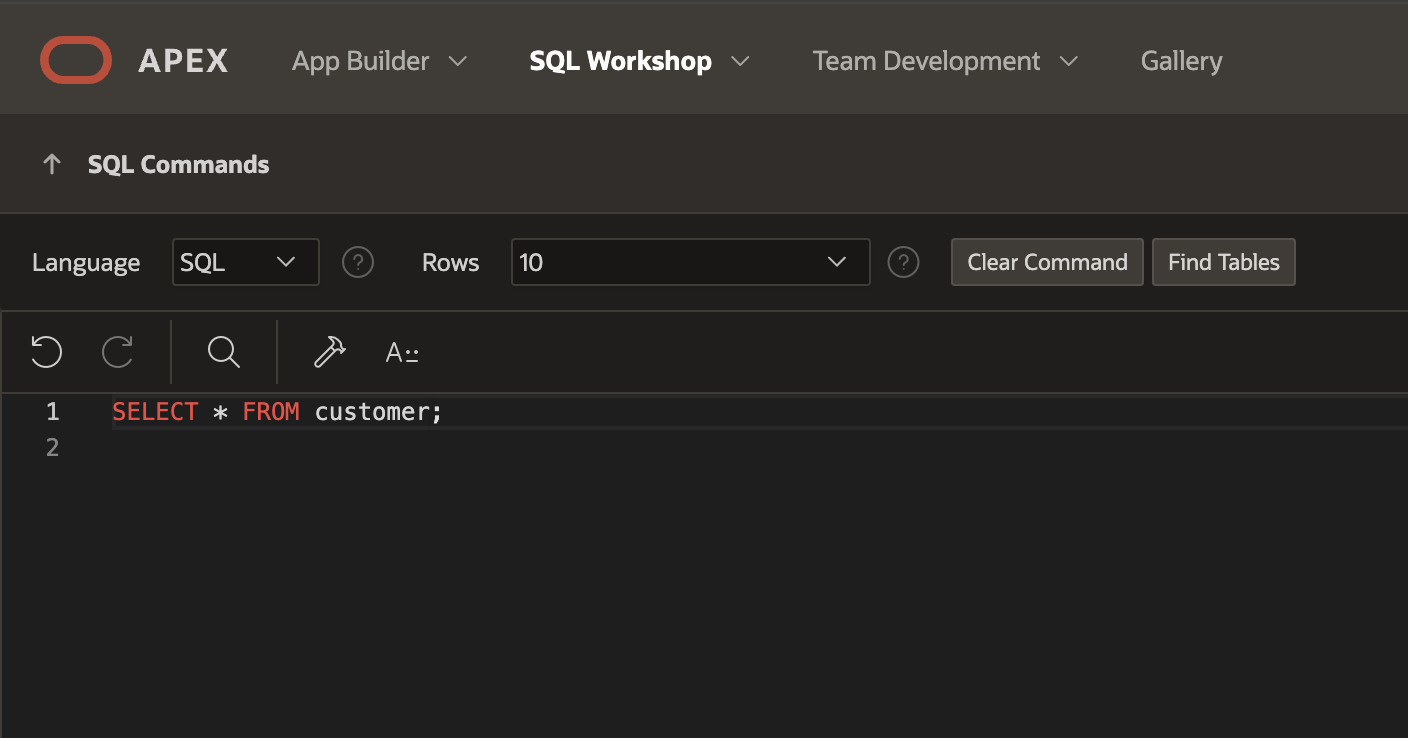 APEX App Builder SQL Workshop Team Development Gallery
SQL Commands
Language SQL ? Rows 10 ? Clear Command Find Tables
A
1 SELECT * FROM customer;
2